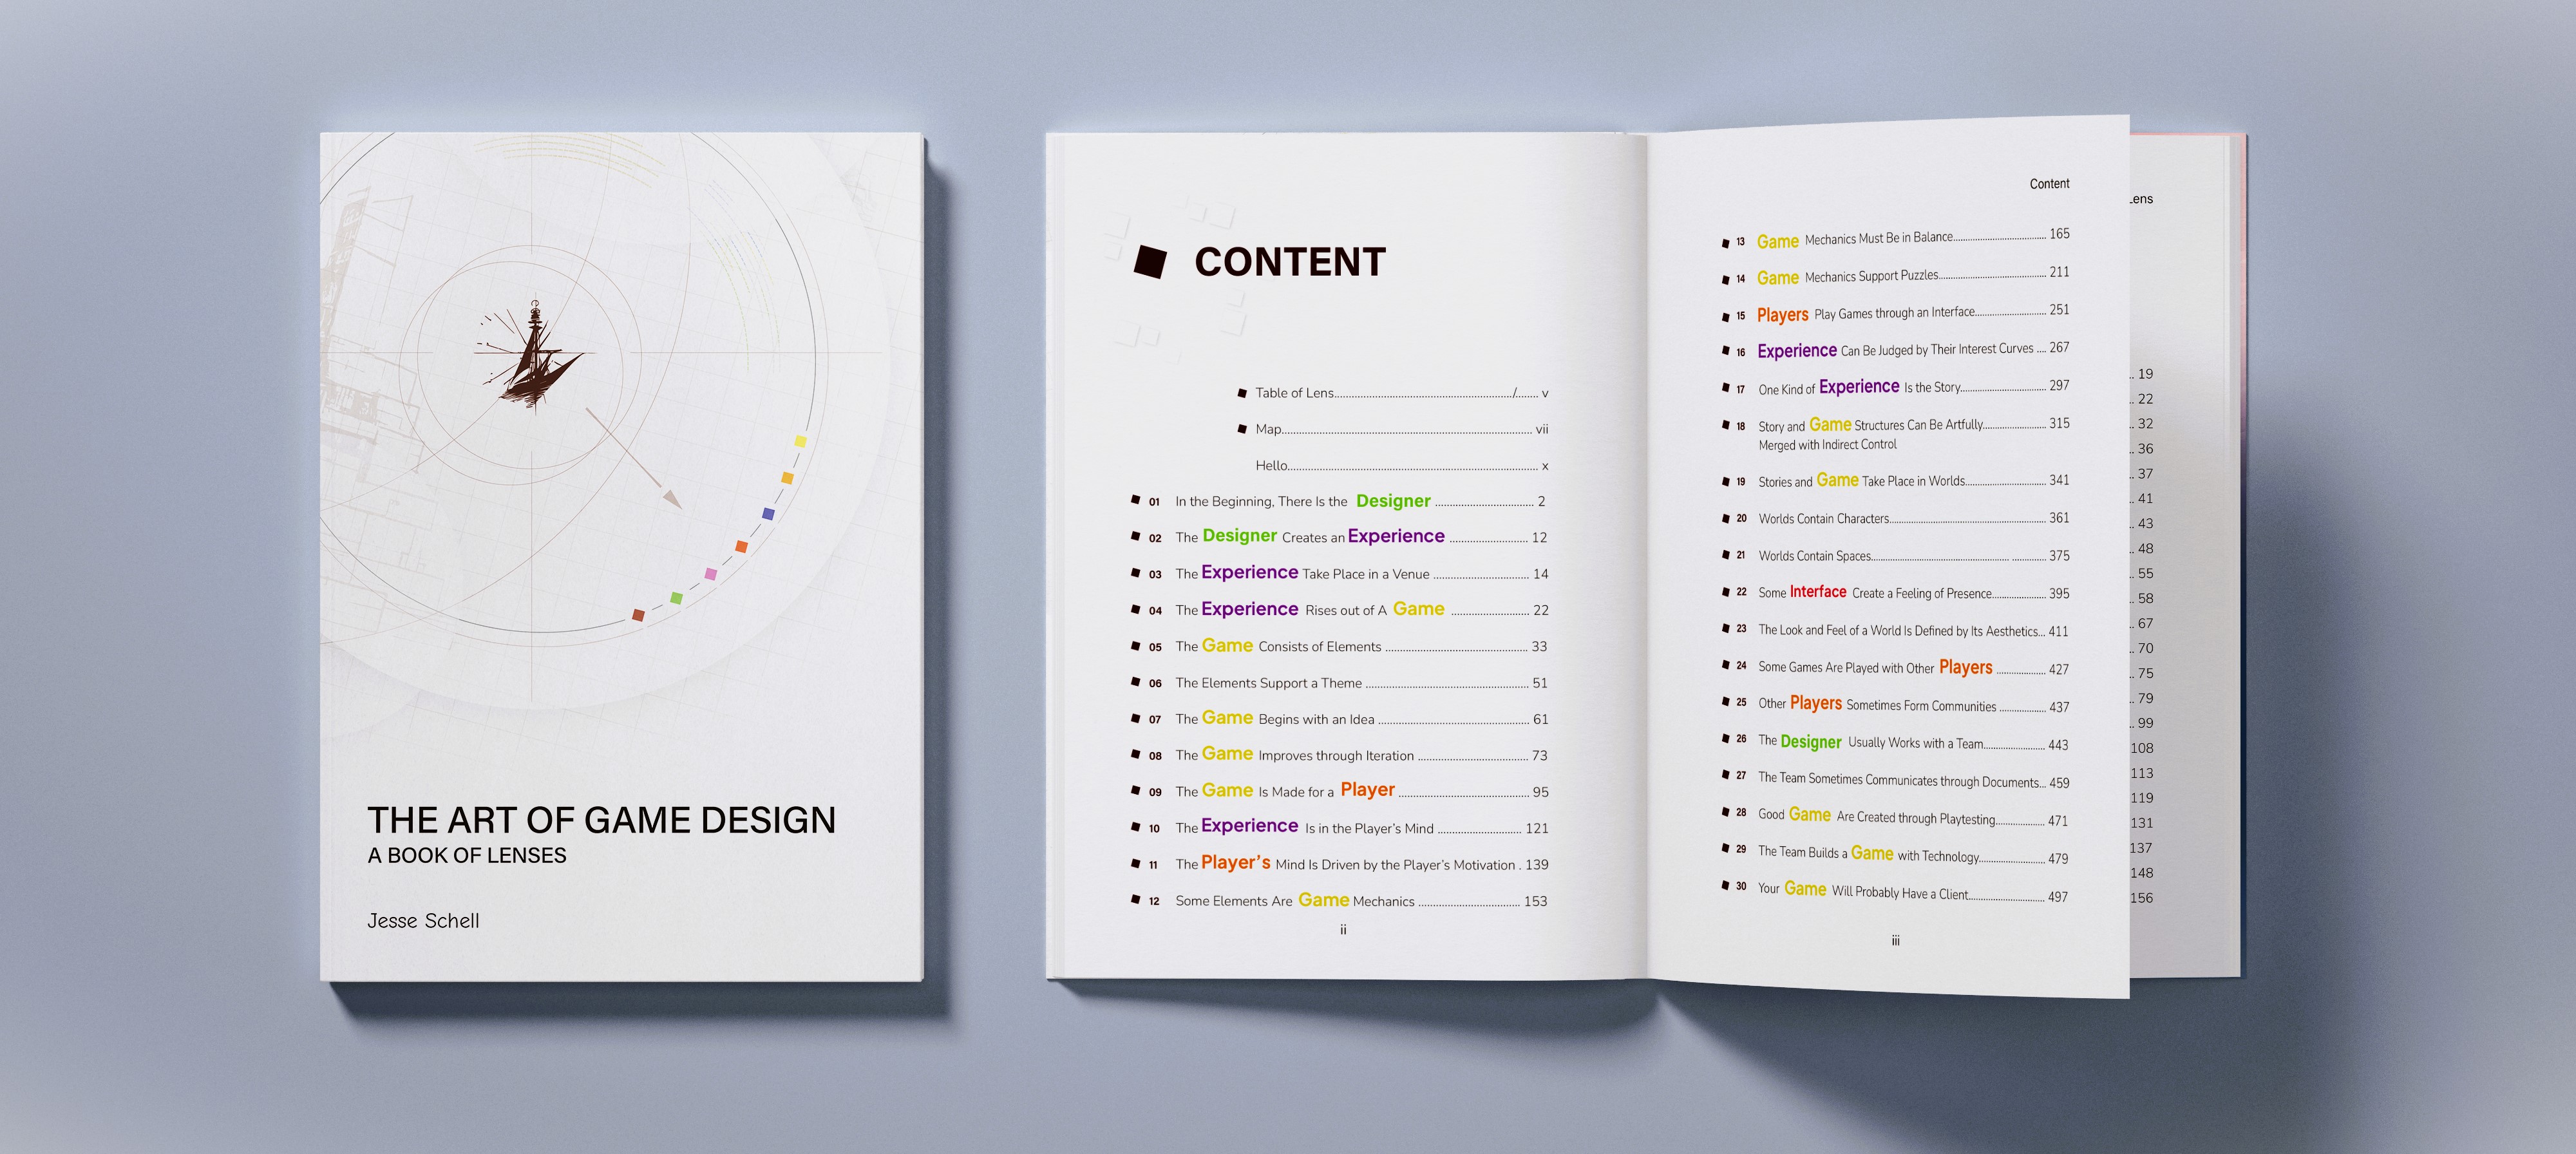 THE ART OF GAME DESIGN
A BOOK OF LENSES
Jesse Schell
CONTENT
Table of Lens................/....... v
Map................ vii
Hello................ x
01 In the Beginning, There Is the Designer ................ 2
02 The Designer Creates an Experience ................ 12
03 The Experience Take Place in a Venue ................ 14
04 The Experience Rises out of A Game ................ 22
05 The Game Consists of Elements ................ 33
06 The Elements Support a Theme ................ 51
07 The Game Begins with an Idea ................ 61
08 The Game Improves through Iteration ................ 73
09 The Game Is Made for a Player ................ 95
10 The Experience Is in the Player's Mind ................ 121
11 The Player's Mind Is Driven by the Player's Motivation . 139
12 Some Elements Are Game Mechanics ................ 153
ii
Content
13 Game Mechanics Must Be in Balance................ 165
14 Game Mechanics Support Puzzles................ 211
15 Players Play Games through an Interface................ 251
16 Experience Can Be Judged by Their Interest Curves .... 267
17 One Kind of Experience Is the Story................ 297
18 Story and Game Structures Can Be Artfully................ 315
Merged with Indirect Control
19 Stories and Game Take Place in Worlds................ 341
20 Worlds Contain Characters................ 361
21 Worlds Contain Spaces................ 375
22 Some Interface Create a Feeling of Presence................ 395
23 The Look and Feel of a World Is Defined by Its Aesthetics... 411
24 Some Games Are Played with Other Players ................ 427
25 Other Players Sometimes Form Communities ................ 437
26 The Designer Usually Works with a Team................ 443
27 The Team Sometimes Communicates through Documents... 459
28 Good Game Are Created through Playtesting................ 471
29 The Team Builds a Game with Technology................ 479
30 Your Game Will Probably Have a Client................ 497
iii
Lens
.. 19
.. 22
.. 32
.. 36
.. 37
.. 41
.. 43
.. 48
.. 55
.. 58
.. 67
.. 70
.. 75
.. 79
.. 99
108
113
119
131
137
148
156